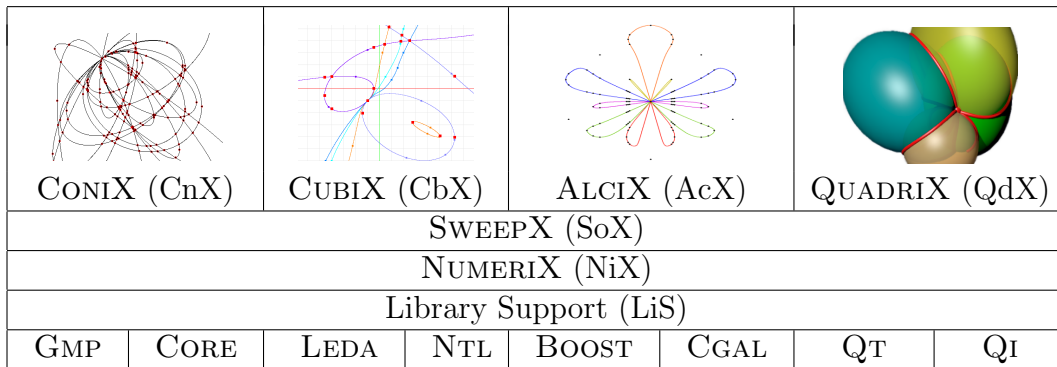 CONIX (CnX) CUBIX (CbX) ALCIX (AcX) QUADRIX (QdX)
SWEEPX (SoX)
NUMERIX (NiX)
Library Support (LiS)
GMP CORE LEDA NTL BOOST CGAL QT QI